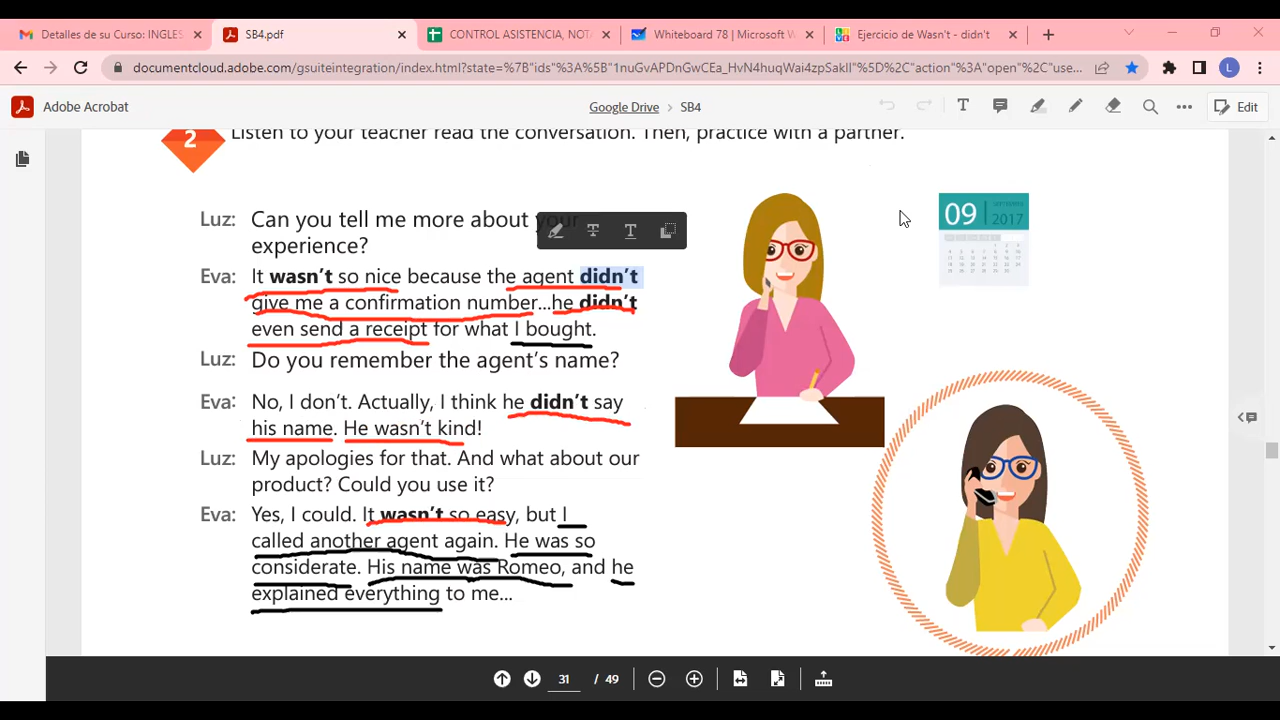 Detalles de su Curso: INGLES
SB4.pdf
CONTROL ASISTENCIA, NOTA
Whiteboard 78 | Microsoft W
Ejercicio de Wasn't - didn't
documentcloud.adobe.com/gsuiteintegration/index.html?state=%7B"ids"%3A%5B"1nuGvAPDnGwCEa_HvN4huqWai4zpSakll"%5D%2C"action"%3A"open"%2C"use...
L
Adobe Acrobat
Google Drive
SB4
Edit
2
Listen to your teacher read the conversation. Then, practice with a partner.
Luz: Can you tell me more about your
experience?
Eva: It wasn't so nice because the agent didn't
give me a confirmation number...he didn't
even send a receipt for what I bought.
Luz: Do you remember the agent's name?
Eva: No, I don't. Actually, I think he didn't say
his name. He wasn't kind!
Luz: My apologies for that. And what about our
product? Could you use it?
Eva: Yes, I could. It wasn't so easy, but I
called another agent again. He was so
considerate. His name was Romeo, and he
explained everything to me...
09
2017
31 / 49